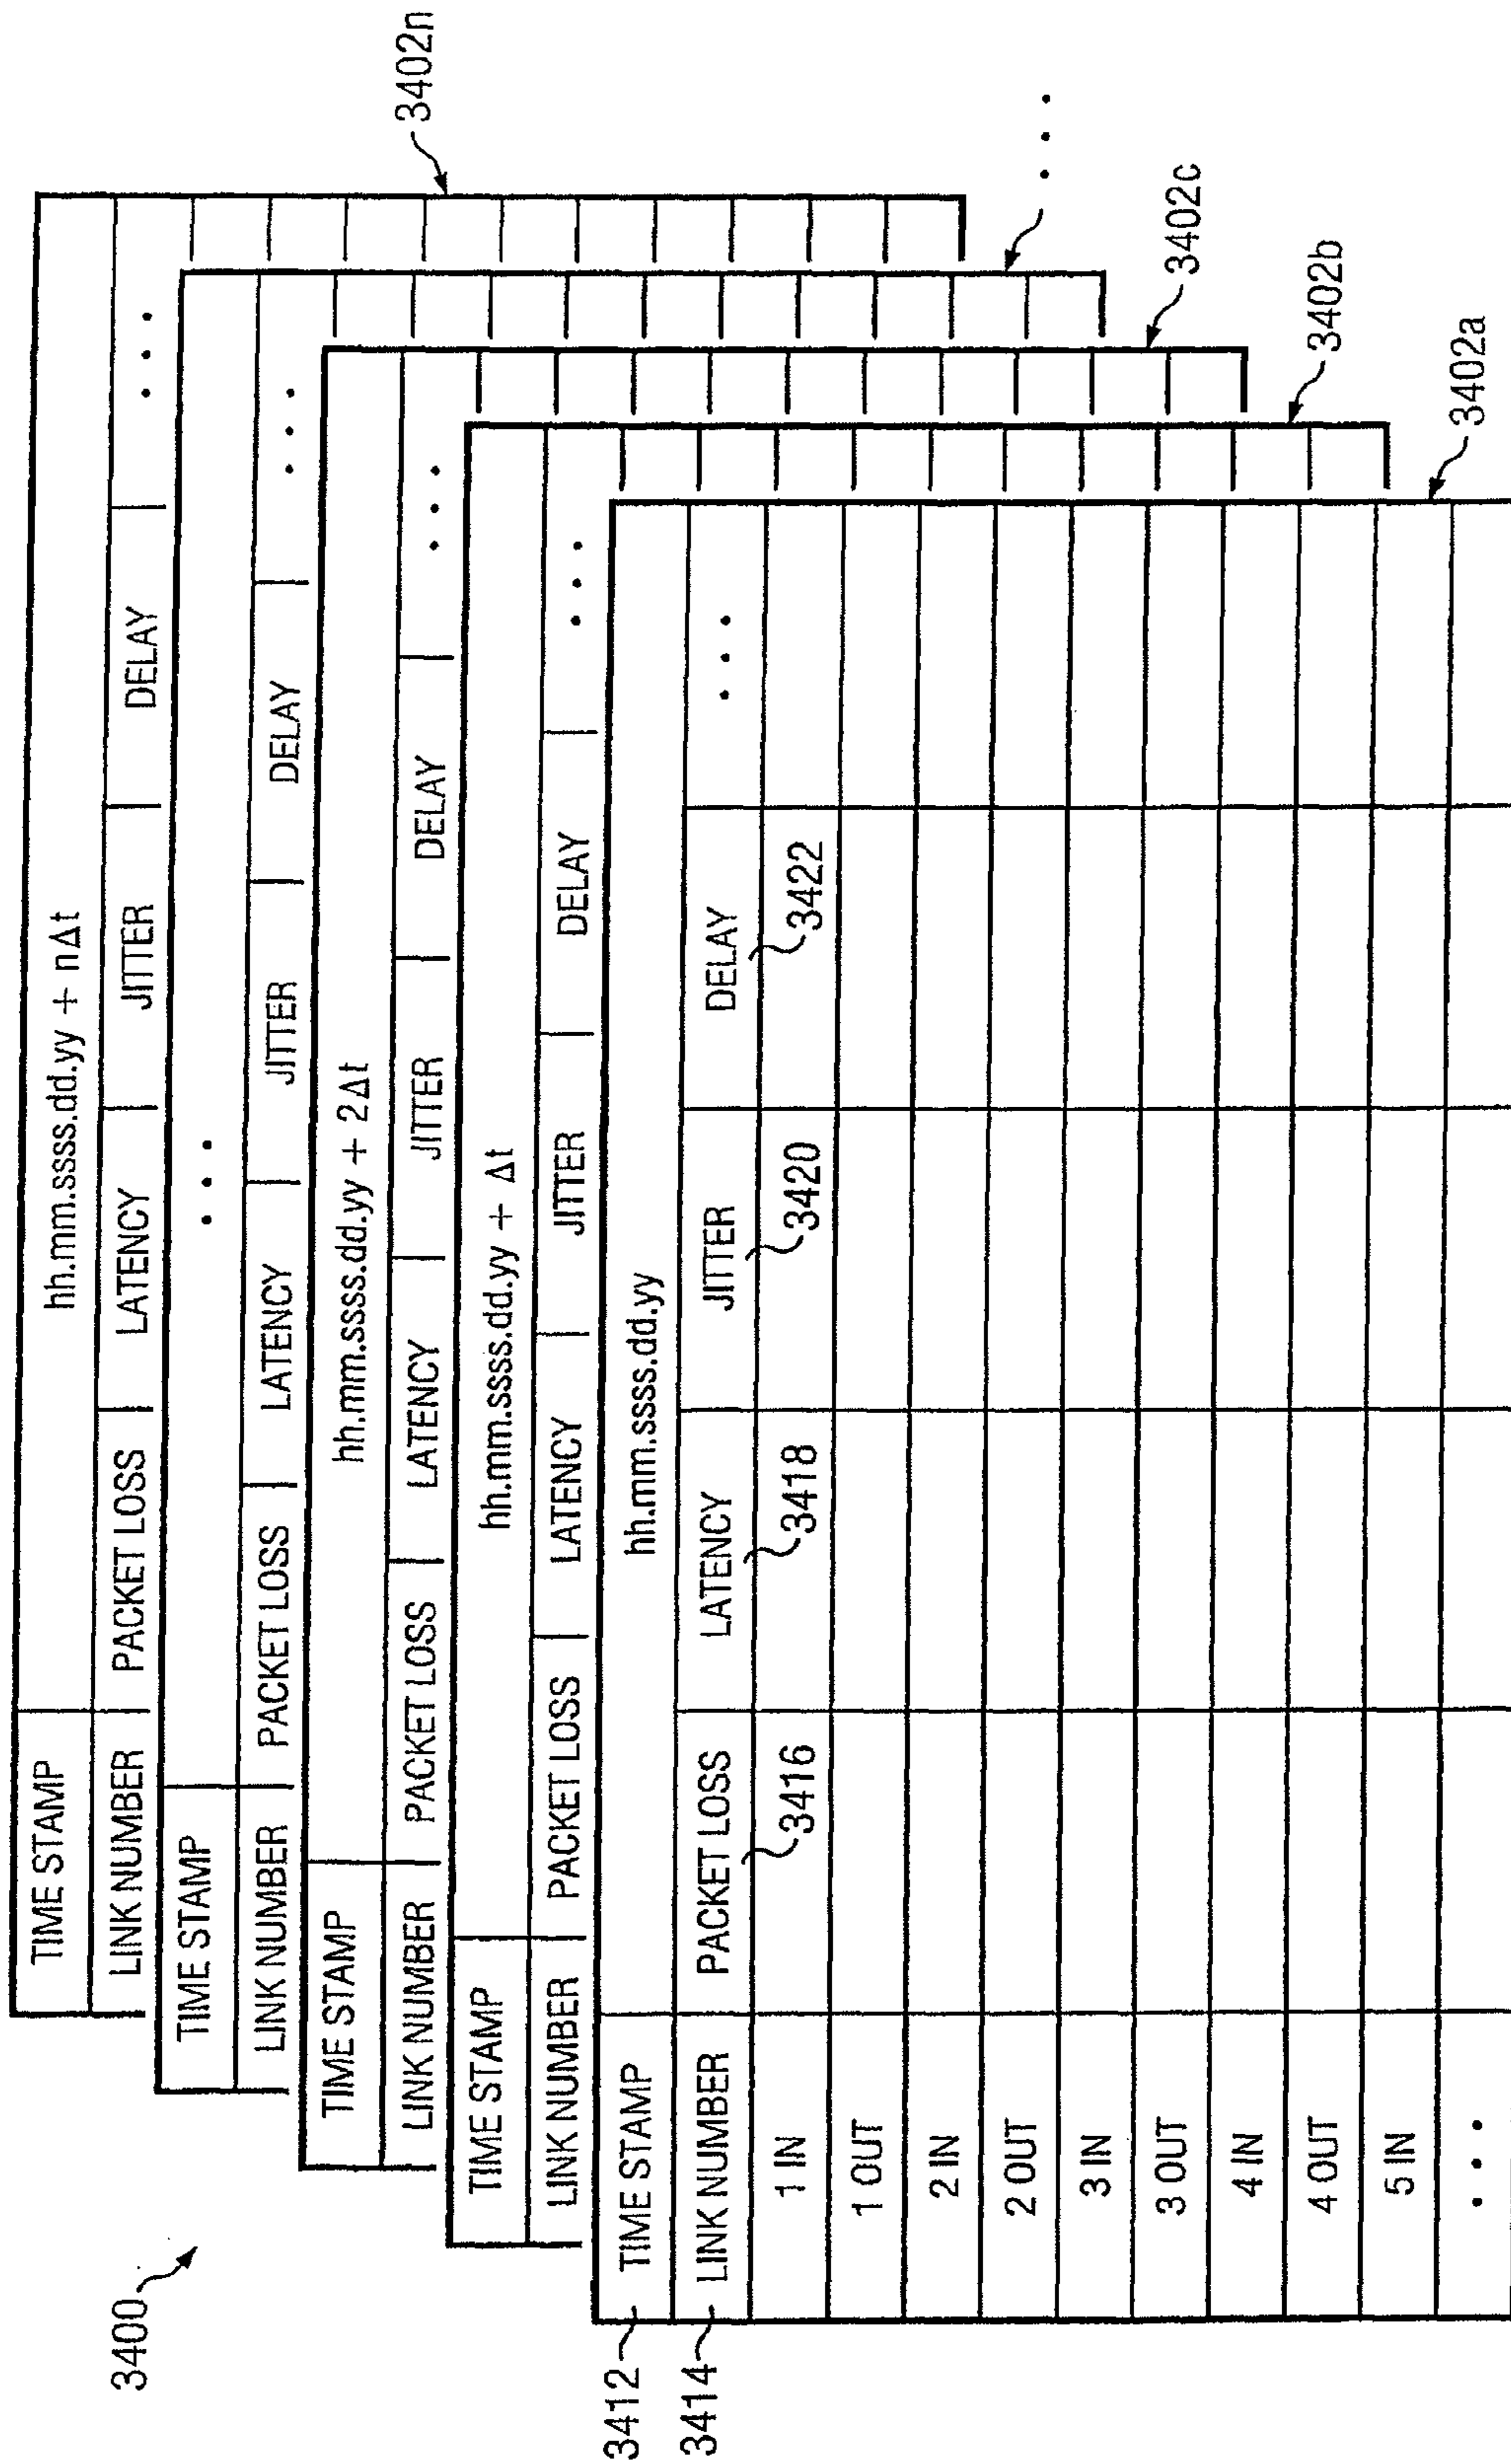 3400
TIME STAMP hh.mm.ssss.dd.yy + nΔt
LINK NUMBER PACKET LOSS LATENCY JITTER DELAY • • •
3402n
TIME STAMP • • •
LINK NUMBER PACKET LOSS LATENCY JITTER DELAY • • •
• • •
TIME STAMP hh.mm.ssss.dd.yy + 2Δt
LINK NUMBER PACKET LOSS LATENCY JITTER DELAY • • •
3402c
TIME STAMP hh.mm.ssss.dd.yy + Δt
LINK NUMBER PACKET LOSS LATENCY JITTER DELAY • • •
3402b
3412 TIME STAMP hh.mm.ssss.dd.yy
3414 LINK NUMBER PACKET LOSS LATENCY JITTER DELAY • • •
3402a
1 IN 3416 3418 3420 3422
1 OUT
2 IN
2 OUT
3 IN
3 OUT
4 IN
4 OUT
5 IN
• • •